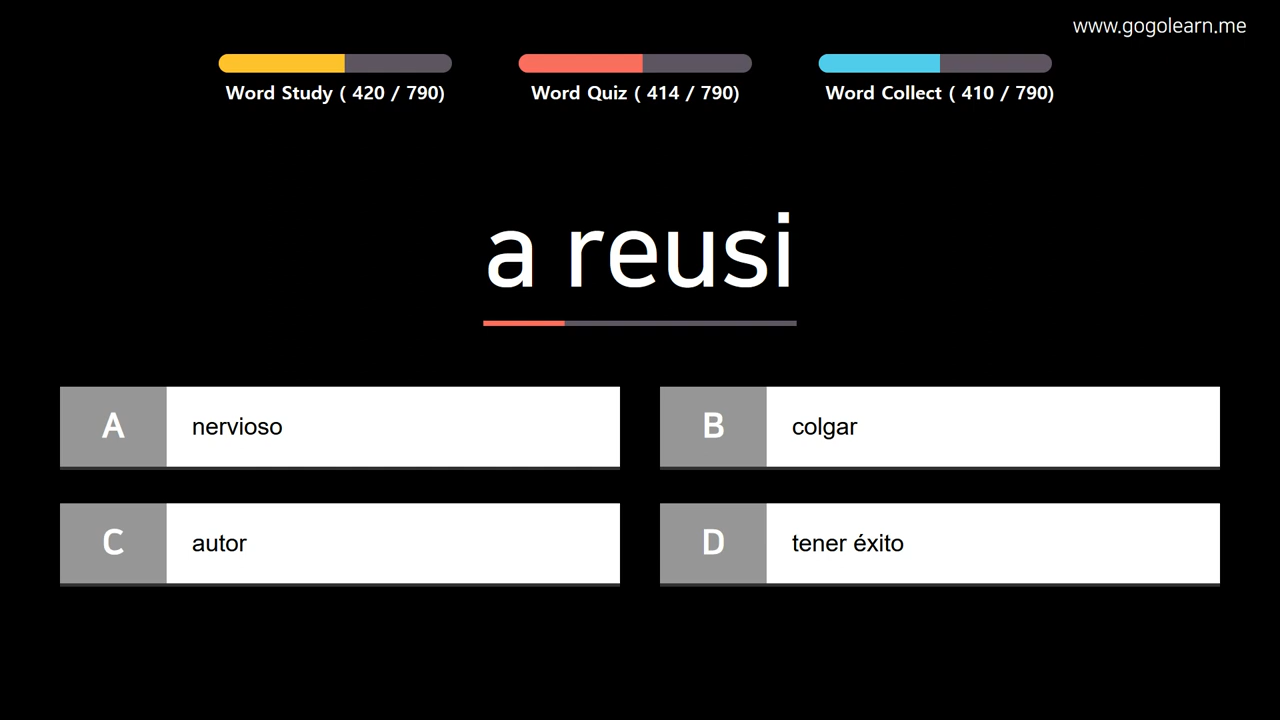 www.gogolearn.me
Word Study ( 420 / 790)
Word Quiz ( 414 / 790)
Word Collect ( 410 / 790)
a reusi
A nervioso
B colgar
C autor
D tener éxito